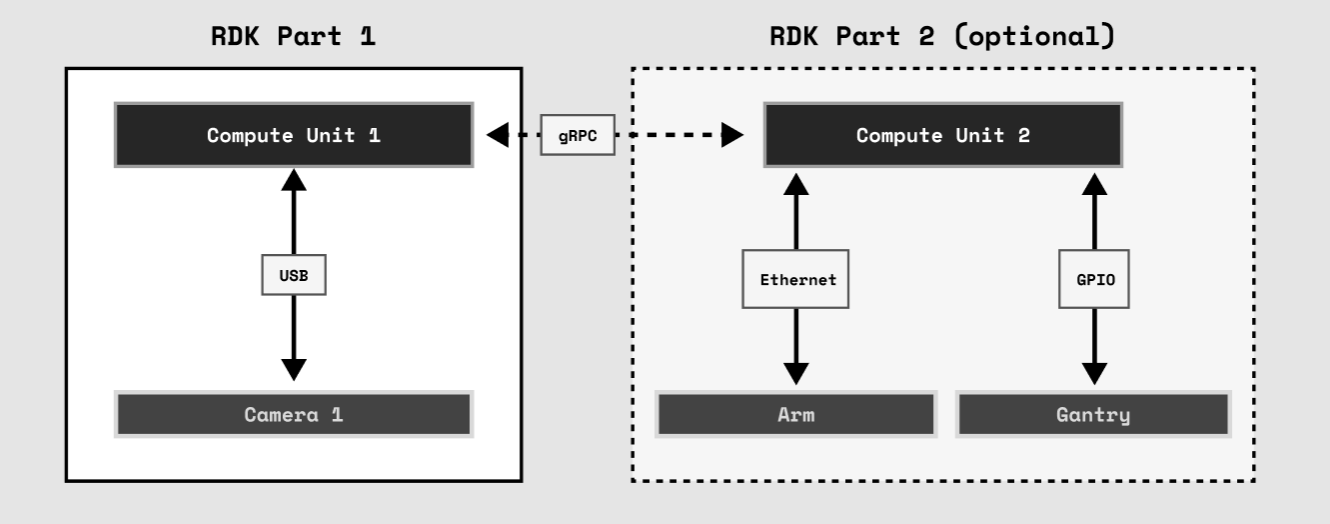 RDK Part 1
RDK Part 2 (optional)
Compute Unit 1
gRPC
Compute Unit 2
USB
Ethernet
GPIO
Camera 1
Arm
Gantry